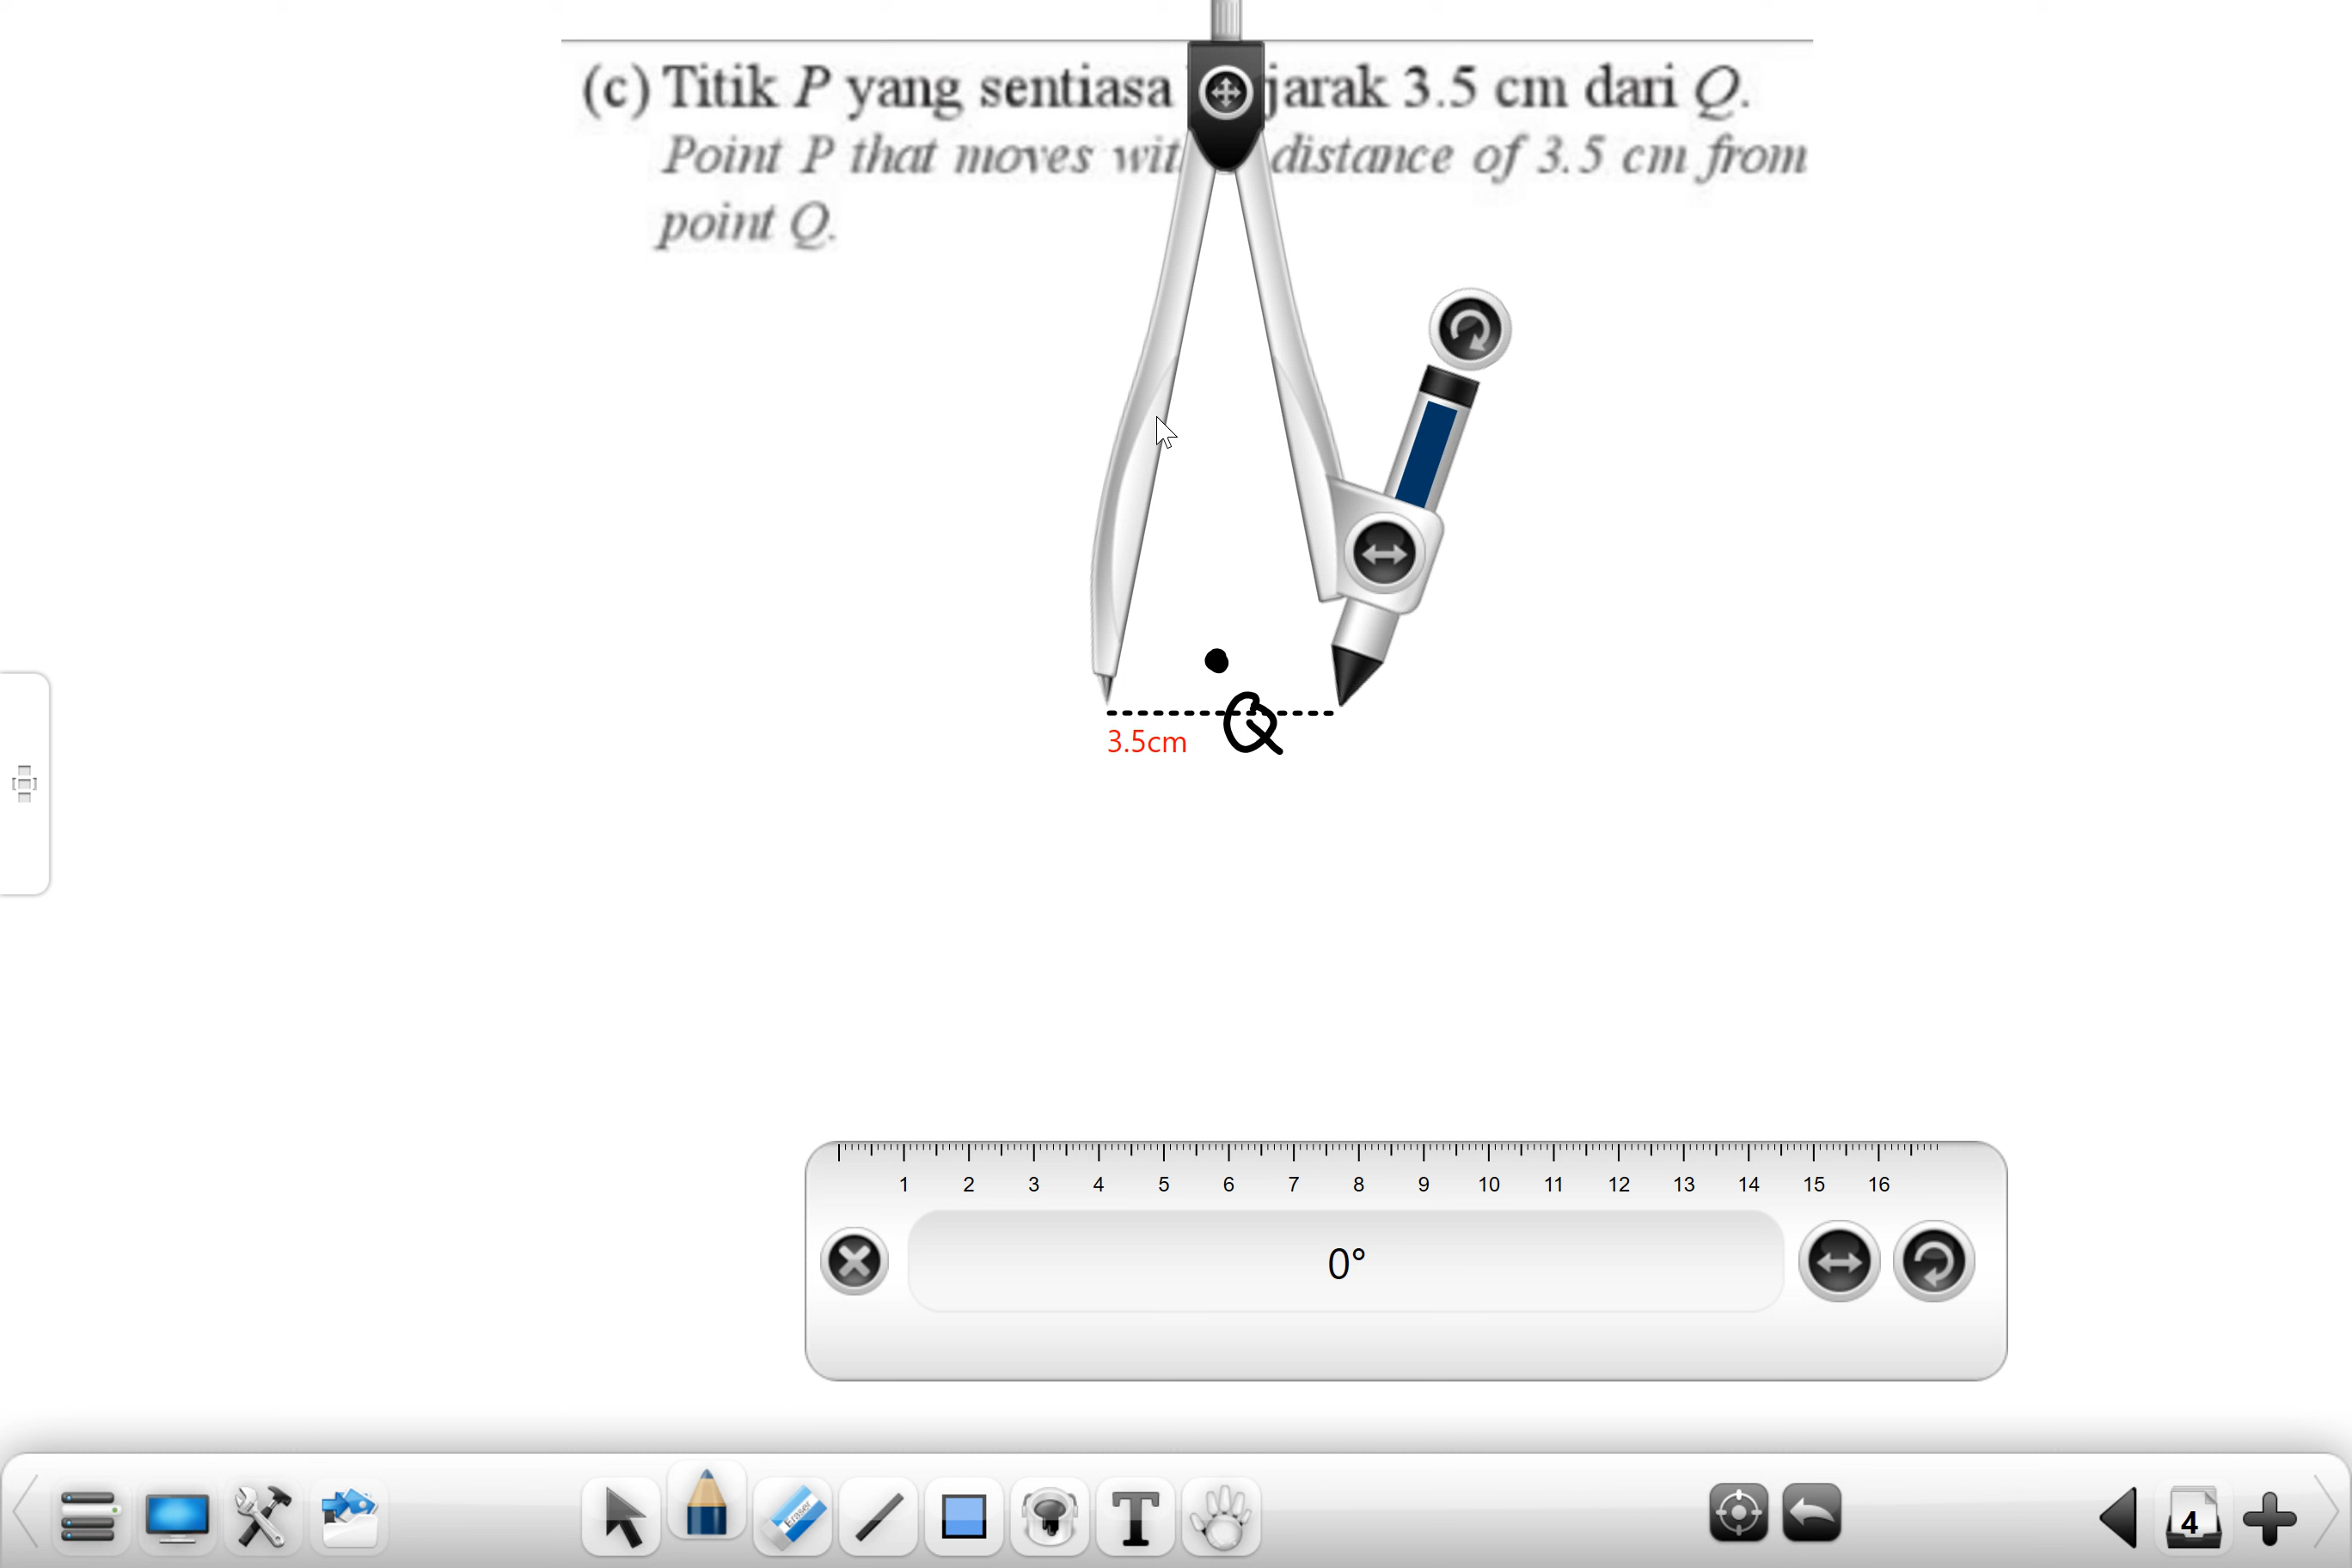 (c) Titik P yang sentiasa jarak 3.5 cm dari Q.
Point P that moves wit distance of 3.5 cm from
point Q.
Q
3.5cm
1 2 3 4 5 6 7 8 9 10 11 12 13 14 15 16
0°
Eraser
T
4